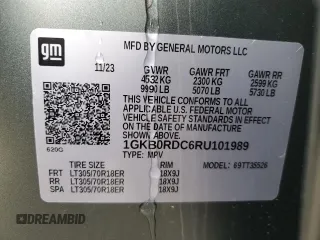 gm
MFD BY GENERAL MOTORS LLC
11/23 GVWR GAWR FRT GAWR RR
4532 KG 2300 KG 2599 KG
9990 LB 5070 LB 5730 LB
THIS VEHICLE CONFORMS TO ALL APPLICABLE U.S. FEDERAL MOTOR VEHICLE SAFETY
STANDARDS IN EFFECT ON THE DATE OF
MANUFACTURE SHOWN ABOVE.
1GKB0RDC6RU101989
620G TYPE: MPV MODEL: 69TT35526
TIRE SIZE RIM
FRT LT305/70R18ER 18X9J
RR LT305/70R18ER 18X9J
SPA LT305/70R18ER 18X9J
DREAMBID